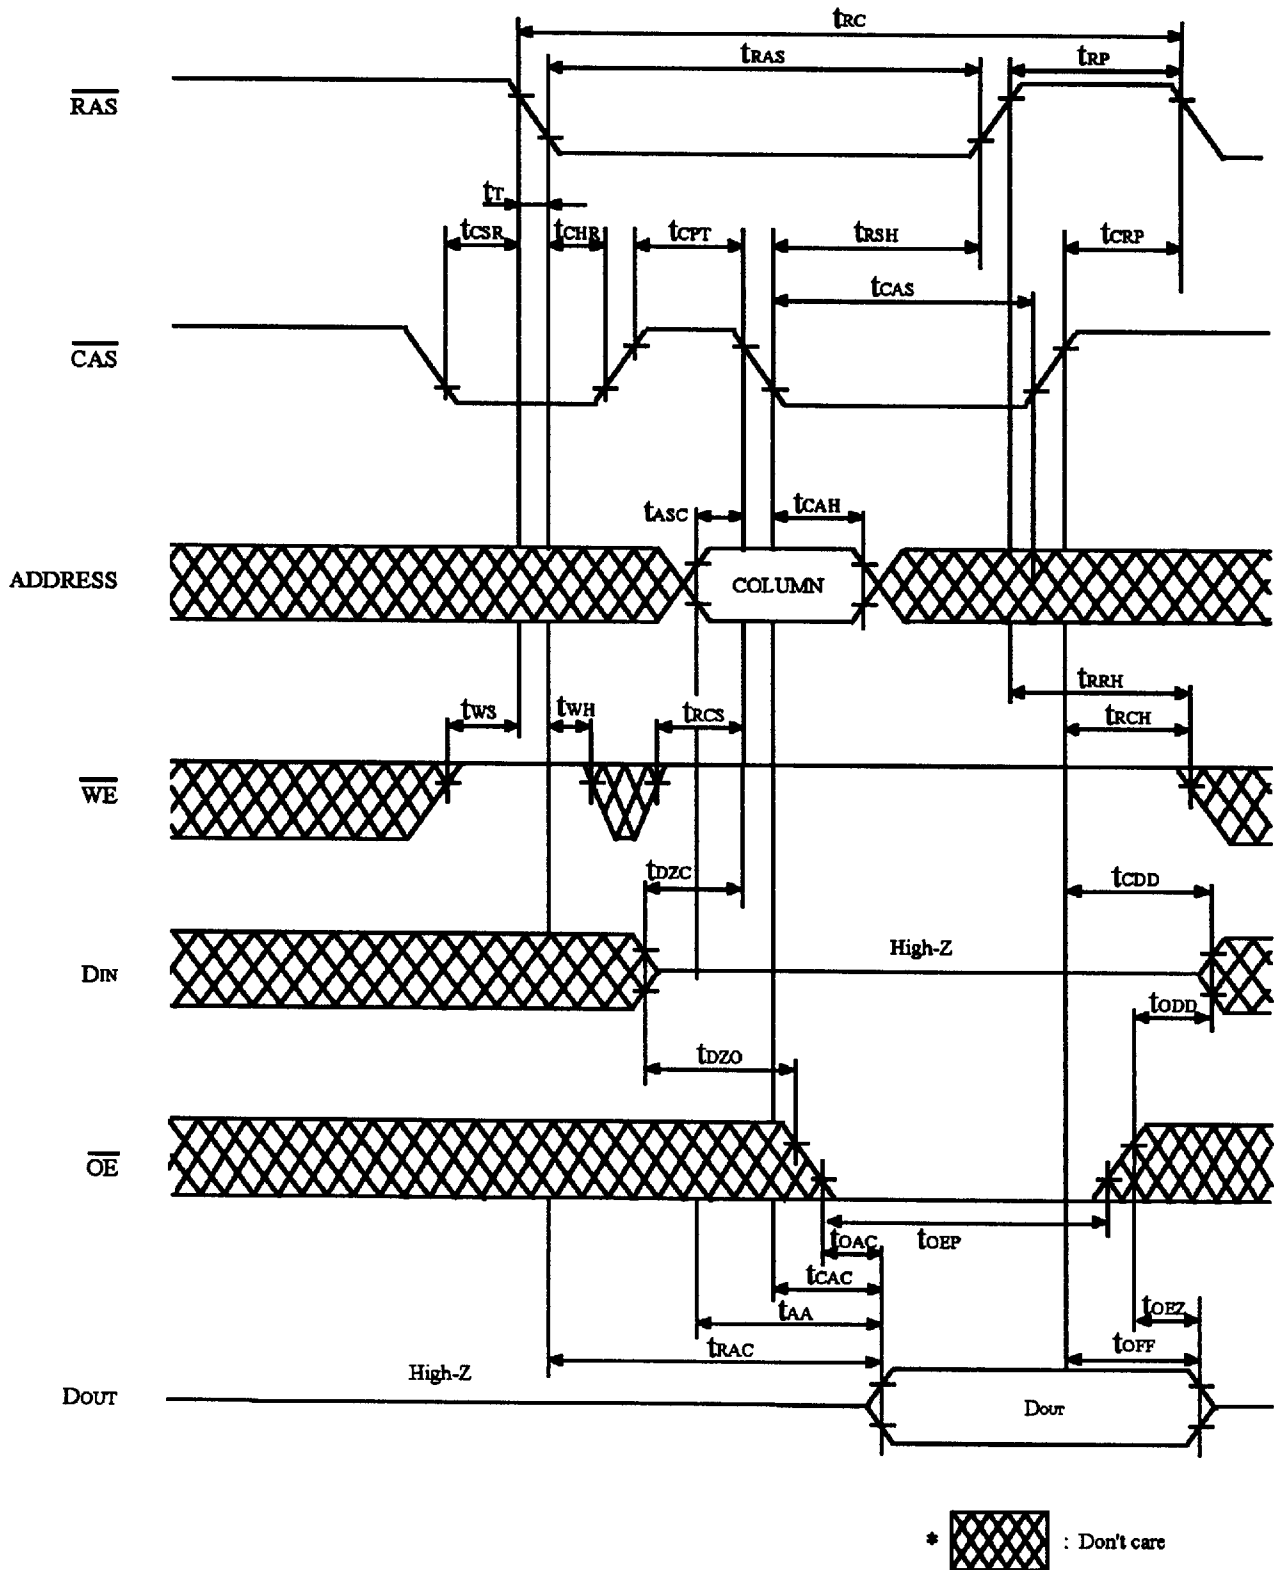 tRC
tRAS
tRP
RAS
tT
tCSR
tCHR
tCPT
tRSH
tCRP
tCAS
CAS
tASC
tCAH
ADDRESS
COLUMN
tRRH
tWS
tWH
tRCS
tRCH
WE
tDZC
tCDD
High-Z
DIN
tODD
tDZO
OE
tOAC
tOEP
tCAC
tOEZ
tAA
tRAC
tOFF
High-Z
DOUT
DOUT
* : Don't care